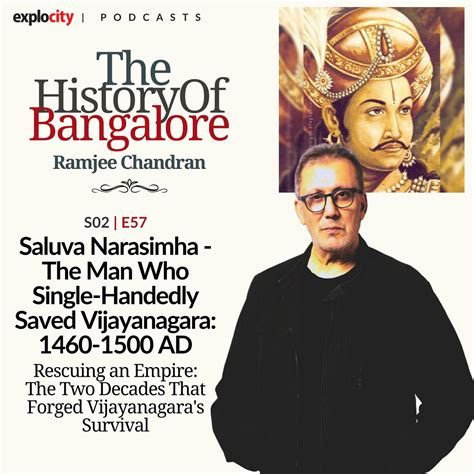 explocity | PODCASTS
The
HistoryOf
Bangalore
Ramjee Chandran
S02 | E57
Saluva Narasimha -
The Man Who
Single-Handedly
Saved Vijayanagara:
1460-1500 AD
Rescuing an Empire:
The Two Decades That
Forged Vijayanagara's
Survival